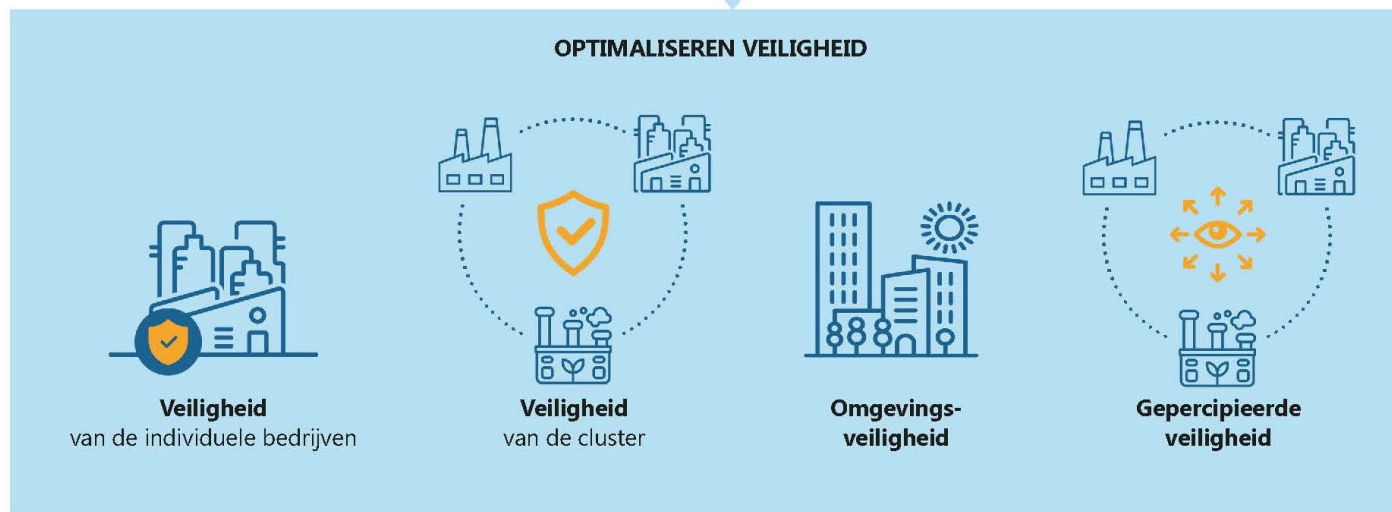 OPTIMALISEREN VEILIGHEID
Veiligheid
van de individuele bedrijven
Veiligheid
van de cluster
Omgevings-
veiligheid
Gepercipieerde
veiligheid